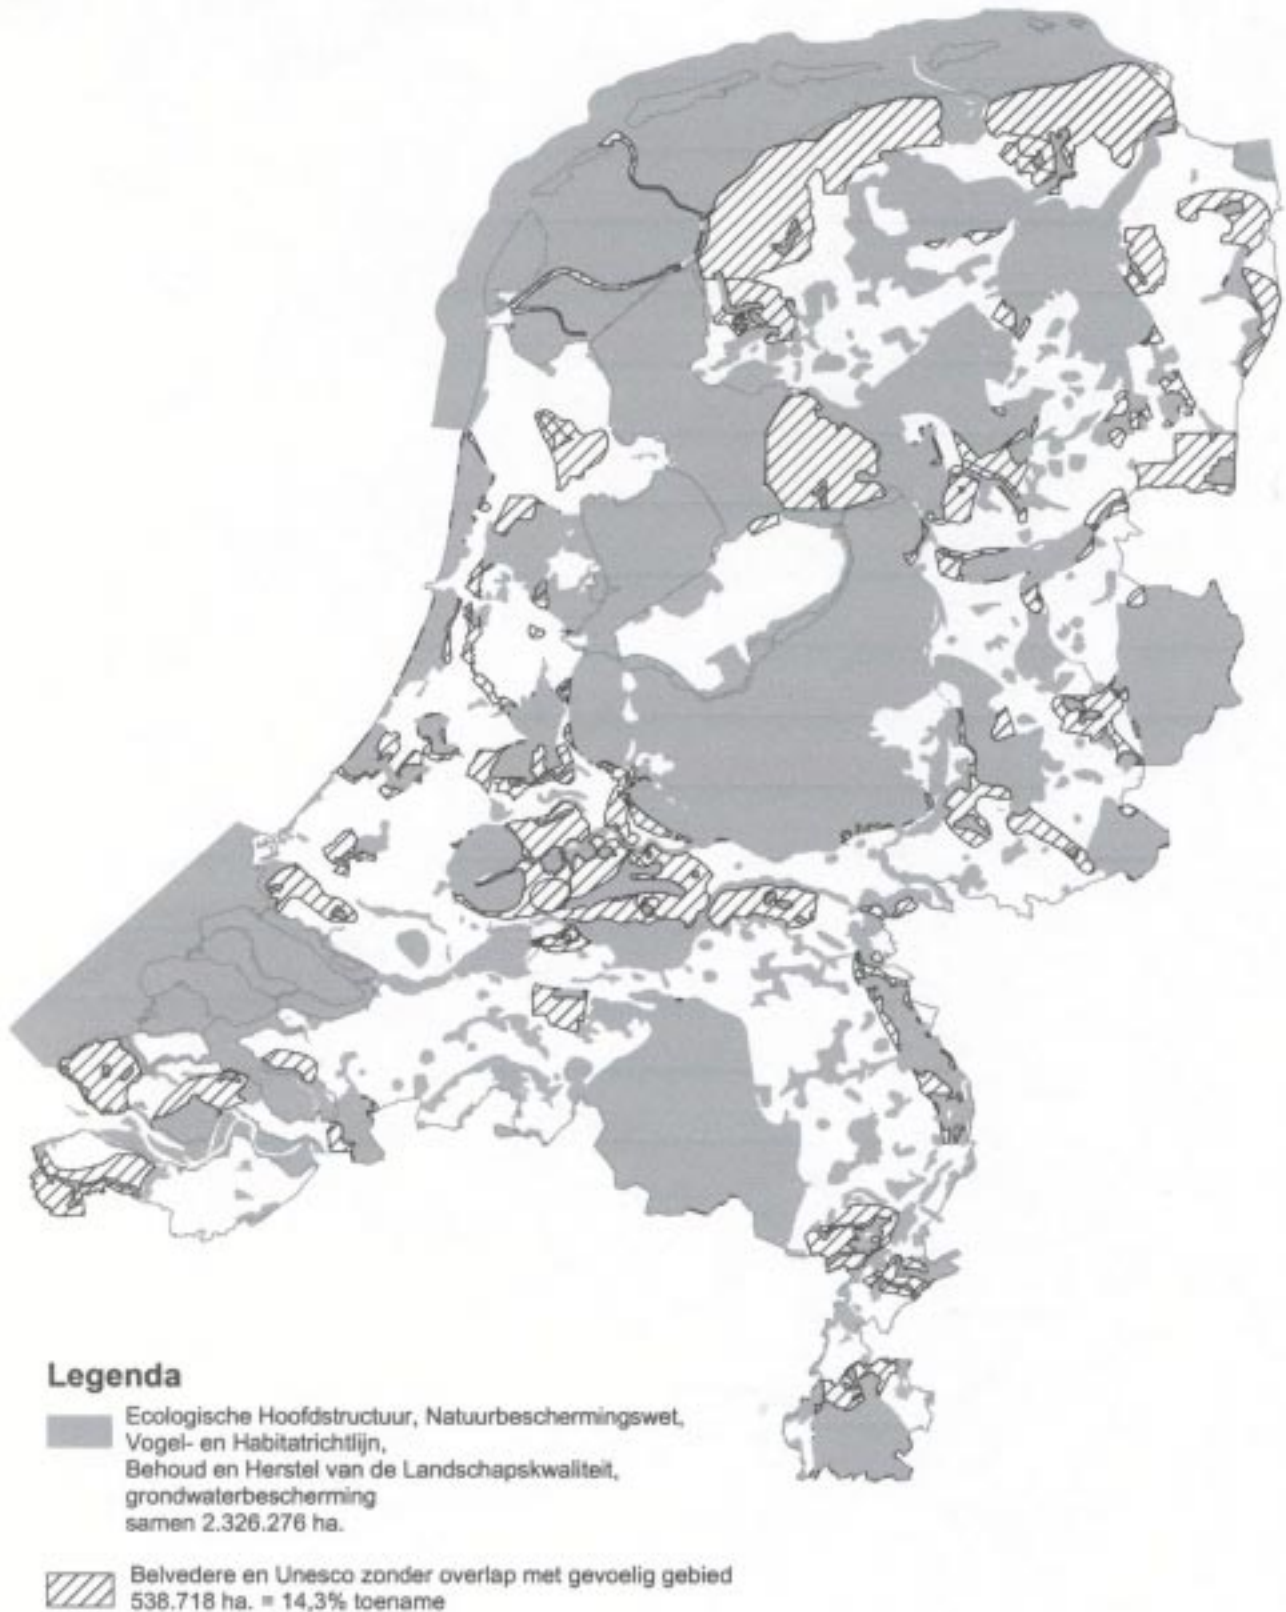 Legenda
Ecologische Hoofdstructuur, Natuurbeschermingswet,
Vogel- en Habitatrichtlijn,
Behoud en Herstel van de Landschapskwaliteit,
grondwaterbescherming
samen 2.326.276 ha.
Belvedere en Unesco zonder overlap met gevoelig gebied
538.718 ha. = 14,3% toename